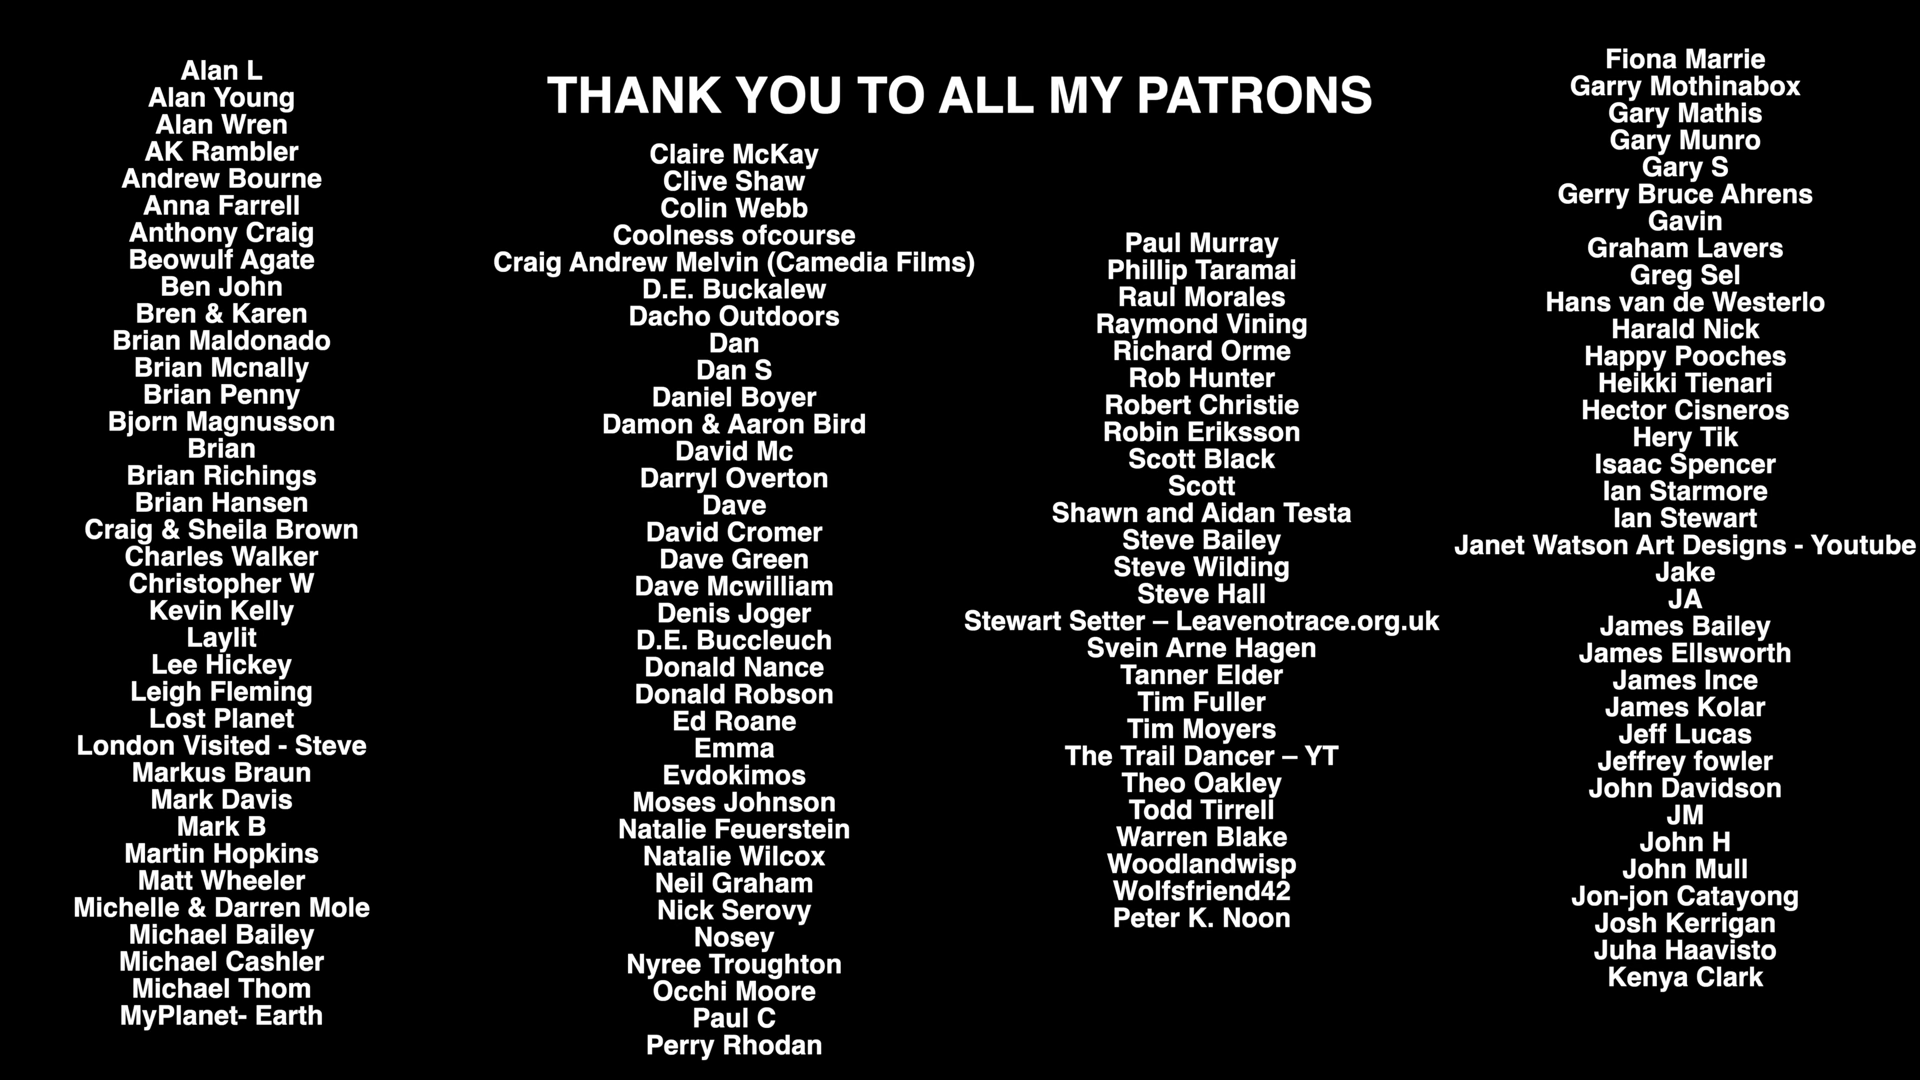 THANK YOU TO ALL MY PATRONS
Alan L
Alan Young
Alan Wren
AK Rambler
Andrew Bourne
Anna Farrell
Anthony Craig
Beowulf Agate
Ben John
Bren & Karen
Brian Maldonado
Brian Mcnally
Brian Penny
Bjorn Magnusson
Brian
Brian Richings
Brian Hansen
Craig & Sheila Brown
Charles Walker
Christopher W
Kevin Kelly
Laylit
Lee Hickey
Leigh Fleming
Lost Planet
London Visited - Steve
Markus Braun
Mark Davis
Mark B
Martin Hopkins
Matt Wheeler
Michelle & Darren Mole
Michael Bailey
Michael Cashler
Michael Thom
MyPlanet- Earth
Claire McKay
Clive Shaw
Colin Webb
Coolness ofcourse
Craig Andrew Melvin (Camedia Films)
D.E. Buckalew
Dacho Outdoors
Dan
Dan S
Daniel Boyer
Damon & Aaron Bird
David Mc
Darryl Overton
Dave
David Cromer
Dave Green
Dave Mcwilliam
Denis Joger
D.E. Buccleuch
Donald Nance
Donald Robson
Ed Roane
Emma
Evdokimos
Moses Johnson
Natalie Feuerstein
Natalie Wilcox
Neil Graham
Nick Serovy
Nosey
Nyree Troughton
Occhi Moore
Paul C
Perry Rhodan
Paul Murray
Phillip Taramai
Raul Morales
Raymond Vining
Richard Orme
Rob Hunter
Robert Christie
Robin Eriksson
Scott Black
Scott
Shawn and Aidan Testa
Steve Bailey
Steve Wilding
Steve Hall
Stewart Setter – Leavenotrace.org.uk
Svein Arne Hagen
Tanner Elder
Tim Fuller
Tim Moyers
The Trail Dancer – YT
Theo Oakley
Todd Tirrell
Warren Blake
Woodlandwisp
Wolfsfriend42
Peter K. Noon
Fiona Marrie
Garry Mothinabox
Gary Mathis
Gary Munro
Gary S
Gerry Bruce Ahrens
Gavin
Graham Lavers
Greg Sel
Hans van de Westerlo
Harald Nick
Happy Pooches
Heikki Tienari
Hector Cisneros
Hery Tik
Isaac Spencer
Ian Starmore
Ian Stewart
Janet Watson Art Designs - Youtube
Jake
JA
James Bailey
James Ellsworth
James Ince
James Kolar
Jeff Lucas
Jeffrey fowler
John Davidson
JM
John H
John Mull
Jon-jon Catayong
Josh Kerrigan
Juha Haavisto
Kenya Clark